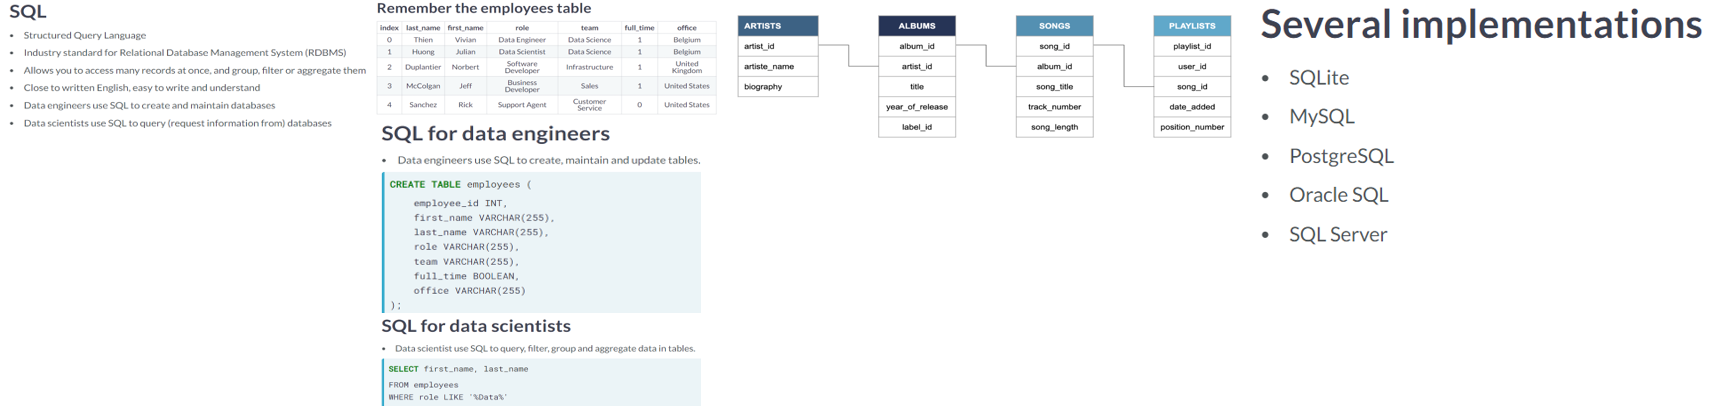 SQL
• Structured Query Language
• Industry standard for Relational Database Management System (RDBMS)
• Allows you to access many records at once, and group, filter or aggregate them
• Close to written English, easy to write and understand
• Data engineers use SQL to create and maintain databases
• Data scientists use SQL to query (request information from) databases
Remember the employees table
index last_name first_name role team full_time office
0 Thien Vivian Data Engineer Data Science 1 Belgium
1 Huong Julian Data Scientist Data Science 1 Belgium
2 Duplantier Norbert Software Developer Infrastructure 1 United Kingdom
3 McColgan Jeff Business Developer Sales 1 United States
4 Sanchez Rick Support Agent Customer Service 0 United States
SQL for data engineers
• Data engineers use SQL to create, maintain and update tables.
CREATE TABLE employees (
employee_id INT,
first_name VARCHAR(255),
last_name VARCHAR(255),
role VARCHAR(255),
team VARCHAR(255),
full_time BOOLEAN,
office VARCHAR(255)
);
SQL for data scientists
• Data scientist use SQL to query, filter, group and aggregate data in tables.
SELECT first_name, last_name
FROM employees
WHERE role LIKE '%Data%'
ARTISTS
artist_id
artiste_name
biography
ALBUMS
album_id
artist_id
title
year_of_release
label_id
SONGS
song_id
album_id
song_title
track_number
song_length
PLAYLISTS
playlist_id
user_id
song_id
date_added
position_number
Several implementations
• SQLite
• MySQL
• PostgreSQL
• Oracle SQL
• SQL Server